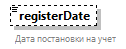 registerDate
Дата постановки на учет